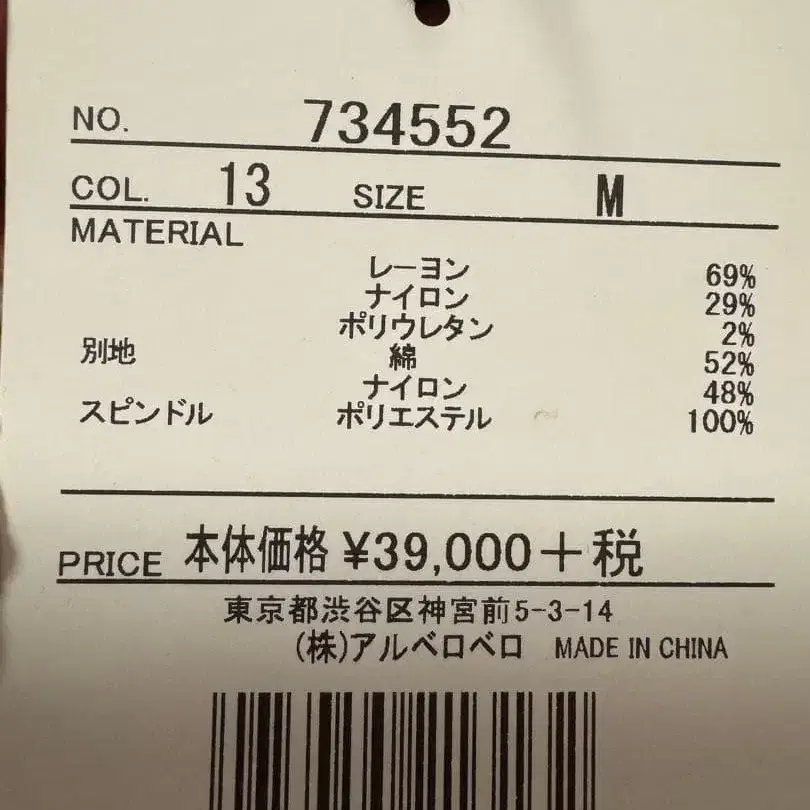 NO. 734552
COL. 13 SIZE M
MATERIAL
レーヨン 69%
ナイロン 29%
ポリウレタン 2%
別地 綿 52%
ナイロン 48%
スピンドル ポリエステル 100%
PRICE 本体価格 ¥39,000+税
東京都渋谷区神宮前5-3-14
(株)アルベロベロ MADE IN CHINA